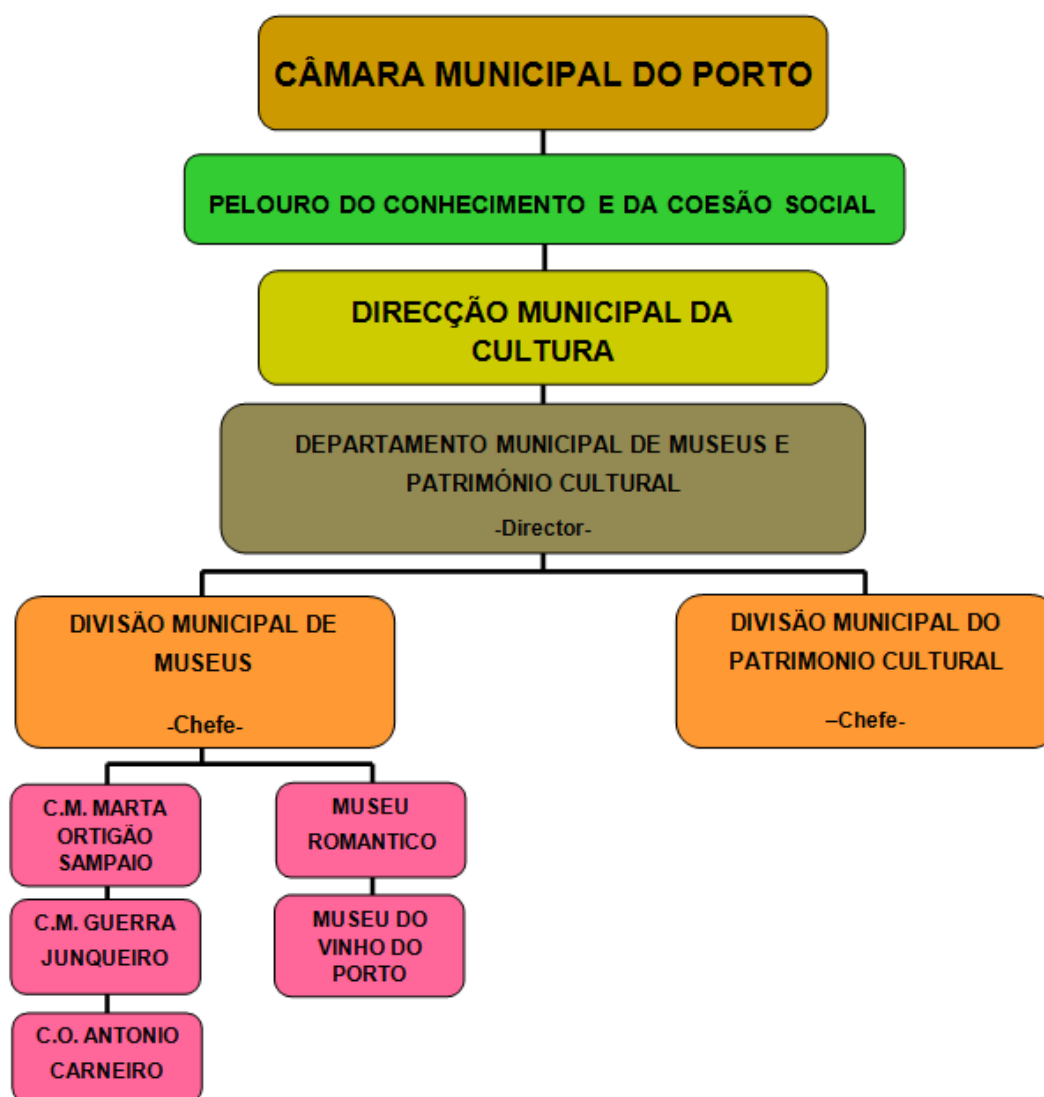 CÂMARA MUNICIPAL DO PORTO
PELOURO DO CONHECIMENTO E DA COESÃO SOCIAL
DIRECÇÃO MUNICIPAL DA
CULTURA
DEPARTAMENTO MUNICIPAL DE MUSEUS E
PATRIMÓNIO CULTURAL
-Director-
DIVISÃO MUNICIPAL DE
MUSEUS
-Chefe-
DIVISÃO MUNICIPAL DO
PATRIMONIO CULTURAL
–Chefe-
C.M. MARTA
ORTIGÃO
SAMPAIO
C.M. GUERRA
JUNQUEIRO
C.O. ANTONIO
CARNEIRO
MUSEU
ROMANTICO
MUSEU DO
VINHO DO
PORTO